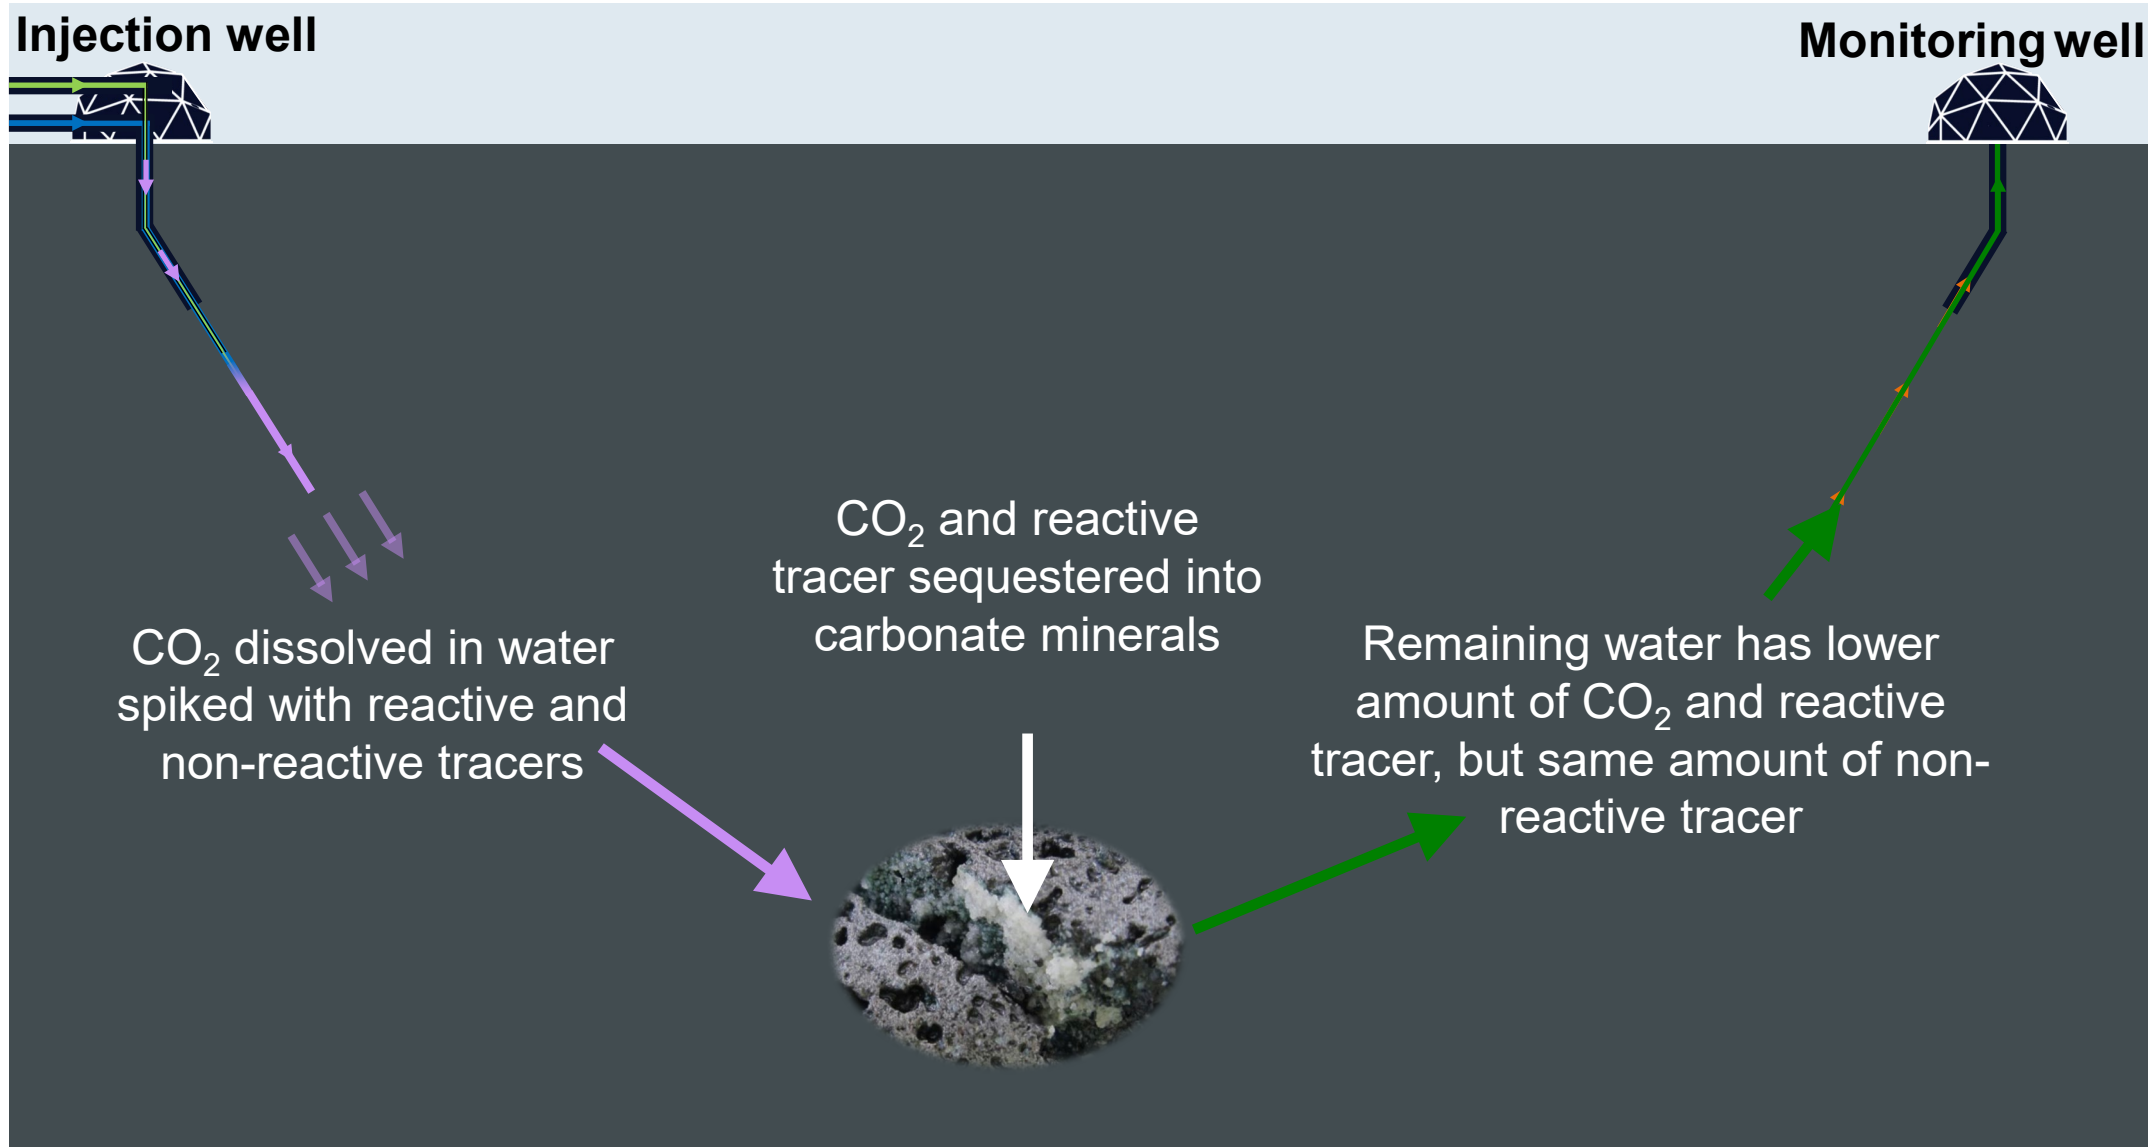 Injection well
Monitoring well
CO₂ dissolved in water
spiked with reactive and
non-reactive tracers
CO₂ and reactive
tracer sequestered into
carbonate minerals
Remaining water has lower
amount of CO₂ and reactive
tracer, but same amount of non-
reactive tracer